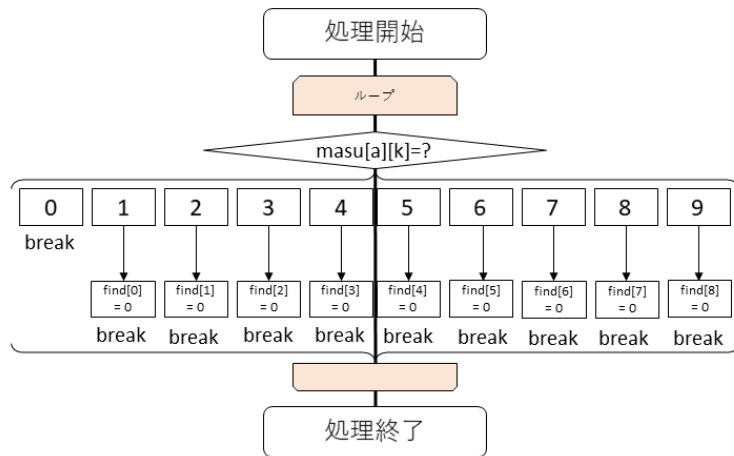 処理開始
ループ
masu[a][k]=?
0 1 2 3 4 5 6 7 8 9
break
find[0] find[1] find[2] find[3] find[4] find[5] find[6] find[7] find[8]
= 0 = 0 = 0 = 0 = 0 = 0 = 0 = 0 = 0
break break break break break break break break break
処理終了